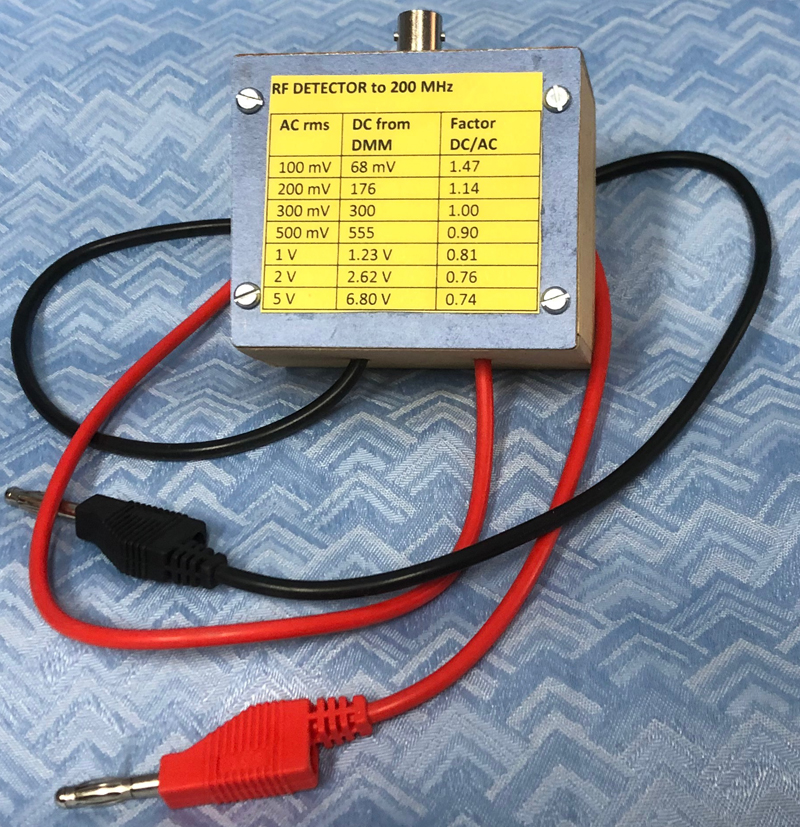 RF DETECTOR to 200 MHz
AC rms DC from DMM Factor DC/AC
100 mV 68 mV 1.47
200 mV 176 1.14
300 mV 300 1.00
500 mV 555 0.90
1 V 1.23 V 0.81
2 V 2.62 V 0.76
5 V 6.80 V 0.74